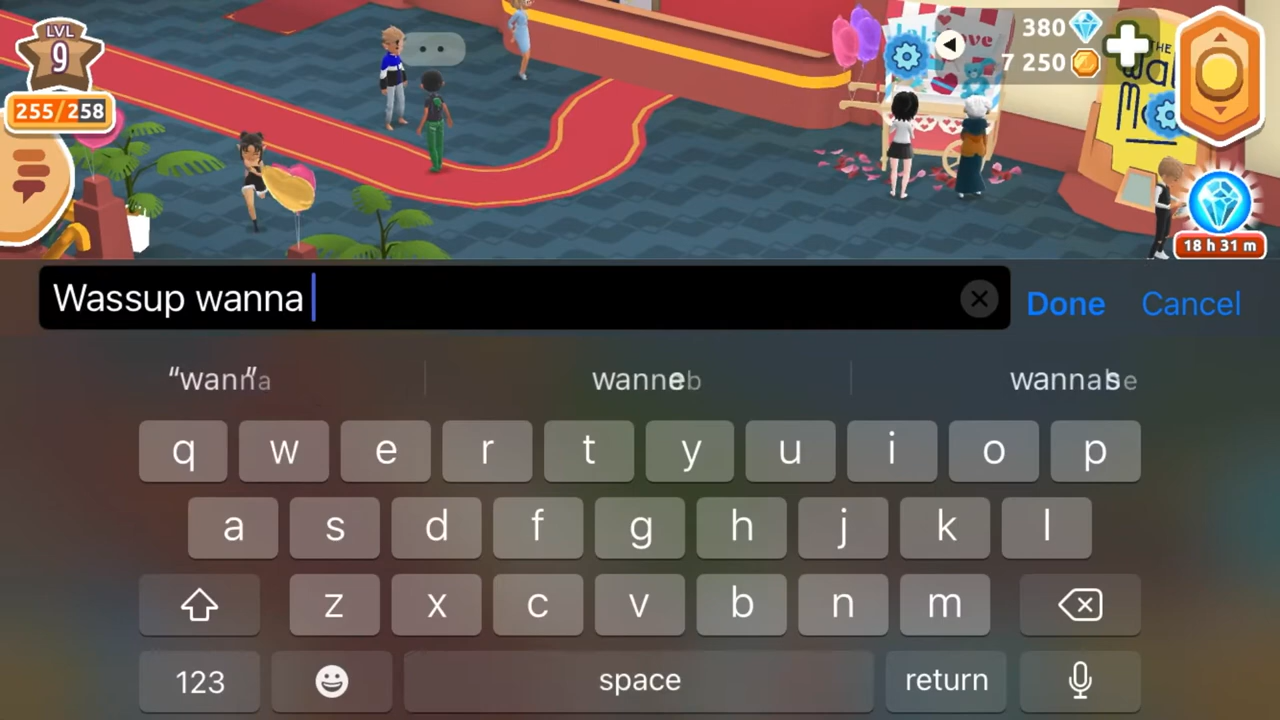 LVL
9
255/258
380
7 250
Love
THE
18 h 31 m
Wassup wanna
Done
Cancel
“wanna”
wanneb
wannabe
q w e r t y u i o p
a s d f g h j k l
z x c v b n m
123
space
return